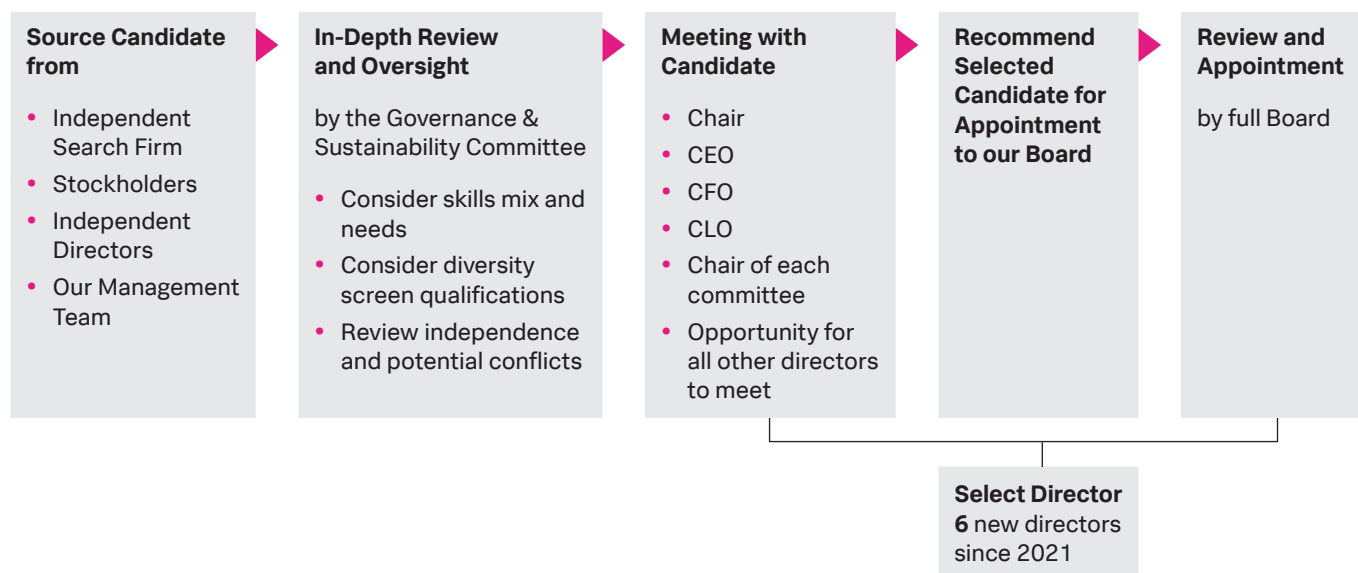 Source Candidate
from
• Independent
Search Firm
• Stockholders
• Independent
Directors
• Our Management
Team
In-Depth Review
and Oversight
by the Governance &
Sustainability Committee
• Consider skills mix and
needs
• Consider diversity
screen qualifications
• Review independence
and potential conflicts
Meeting with
Candidate
• Chair
• CEO
• CFO
• CLO
• Chair of each
committee
• Opportunity for
all other directors
to meet
Recommend
Selected
Candidate for
Appointment
to our Board
Review and
Appointment
by full Board
Select Director
6 new directors
since 2021